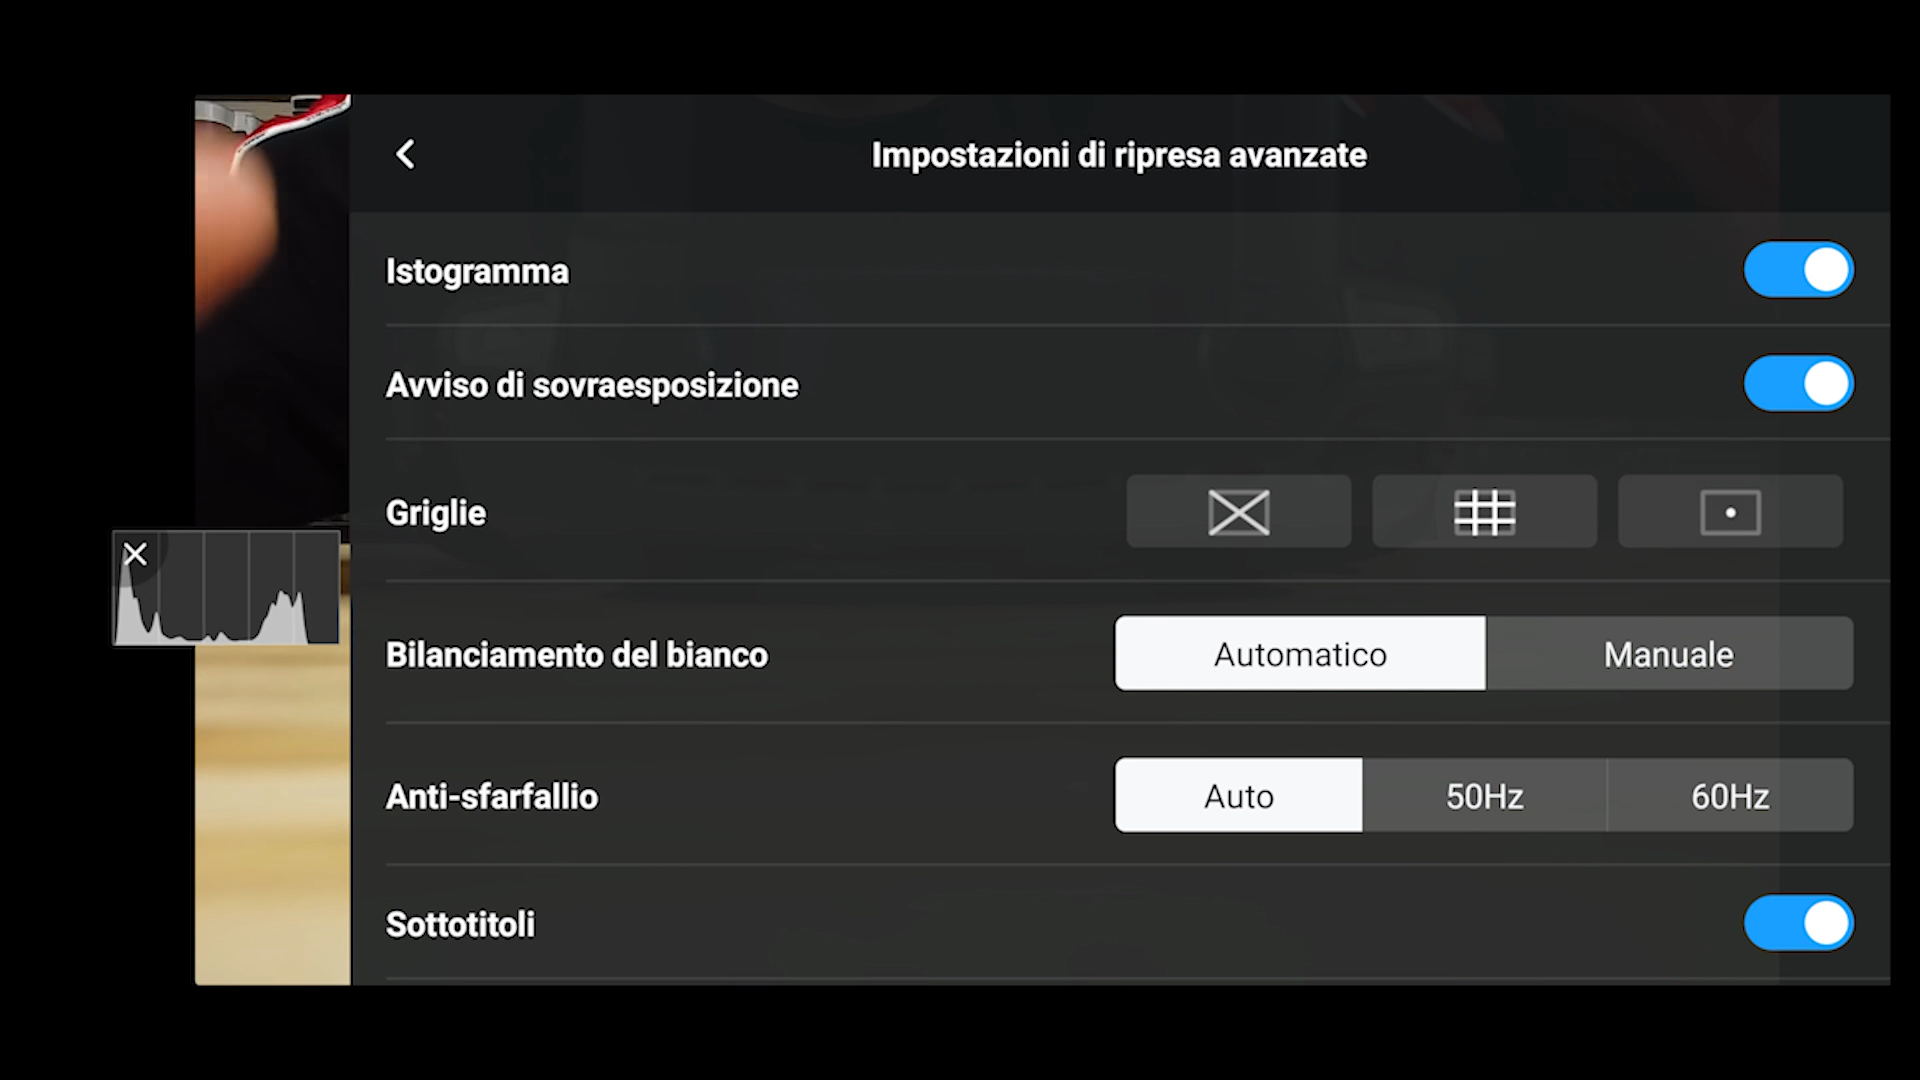 Impostazioni di ripresa avanzate
Istogramma
Avviso di sovraesposizione
Griglie
Bilanciamento del bianco
Automatico
Manuale
Anti-sfarfallio
Auto
50Hz
60Hz
Sottotitoli